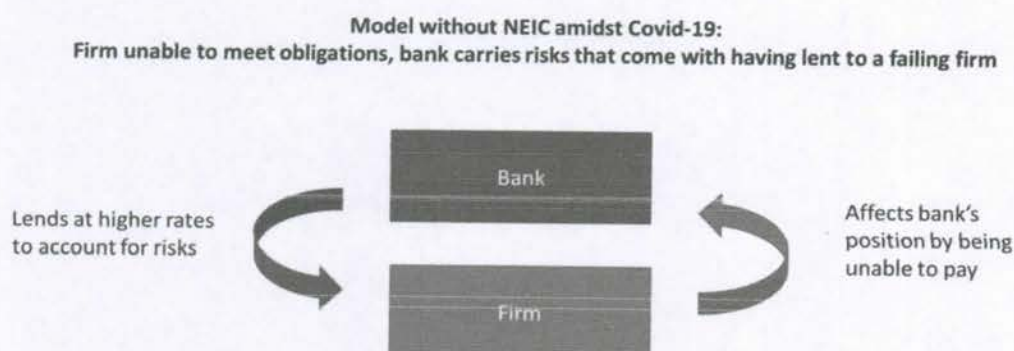 Model without NEIC amidst Covid-19:
Firm unable to meet obligations, bank carries risks that come with having lent to a failing firm
Bank
Lends at higher rates
to account for risks
Affects bank's
position by being
unable to pay
Firm